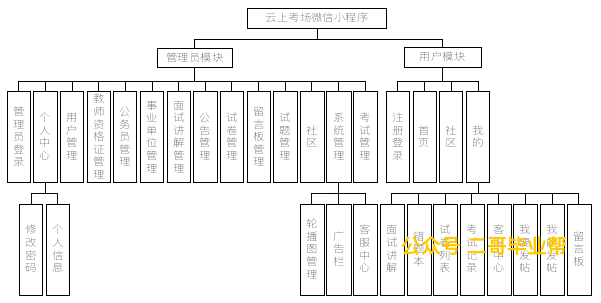 云上考场微信小程序
管理员模块
用户模块
管理员登录
个人中心
用户管理
教师资格证管理
公务员管理
事业单位管理
面试讲解管理
公告管理
试卷管理
留言板管理
试题管理
社区
系统管理
考试管理
注册登录
首页
社区
我的
修改密码
个人信息
轮播图管理
广告栏
客服中心
面试讲解
错题本
试卷列表
考试记录
客服中心
我的发帖
我的发帖
留言板
公众号 二哥毕业帮